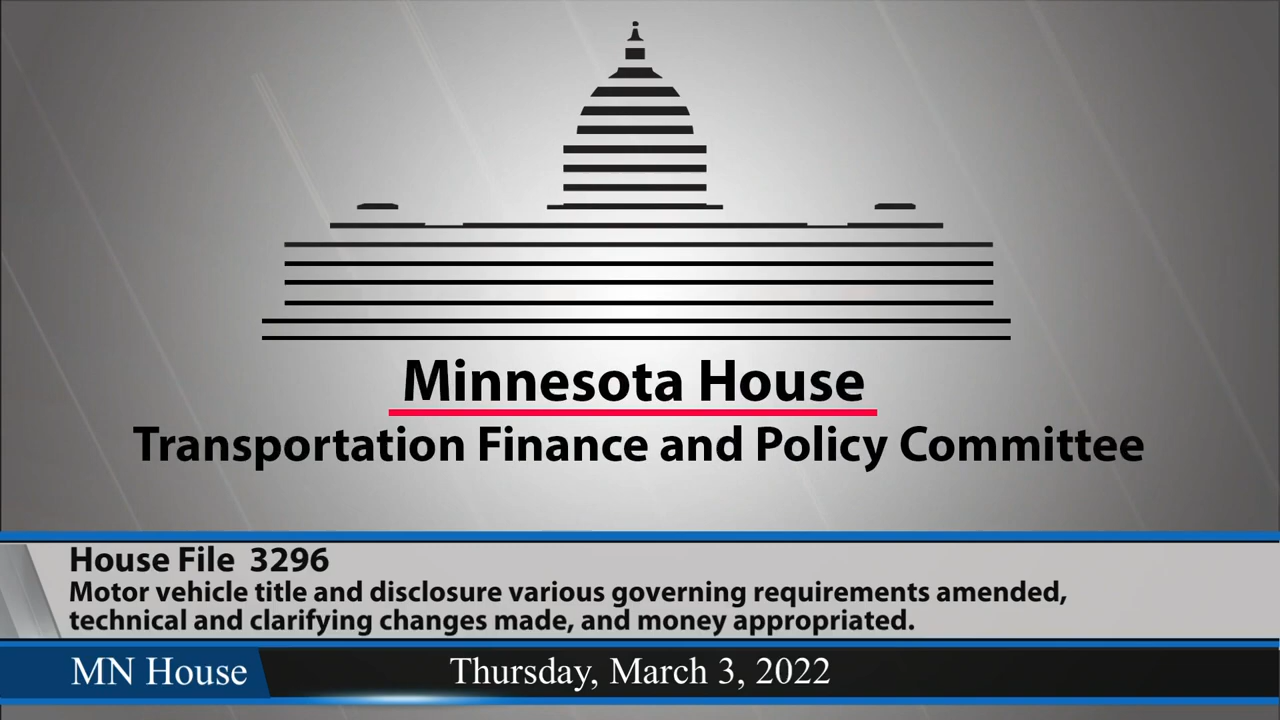 Minnesota House
Transportation Finance and Policy Committee
House File 3296
Motor vehicle title and disclosure various governing requirements amended,
technical and clarifying changes made, and money appropriated.
MN House
Thursday, March 3, 2022